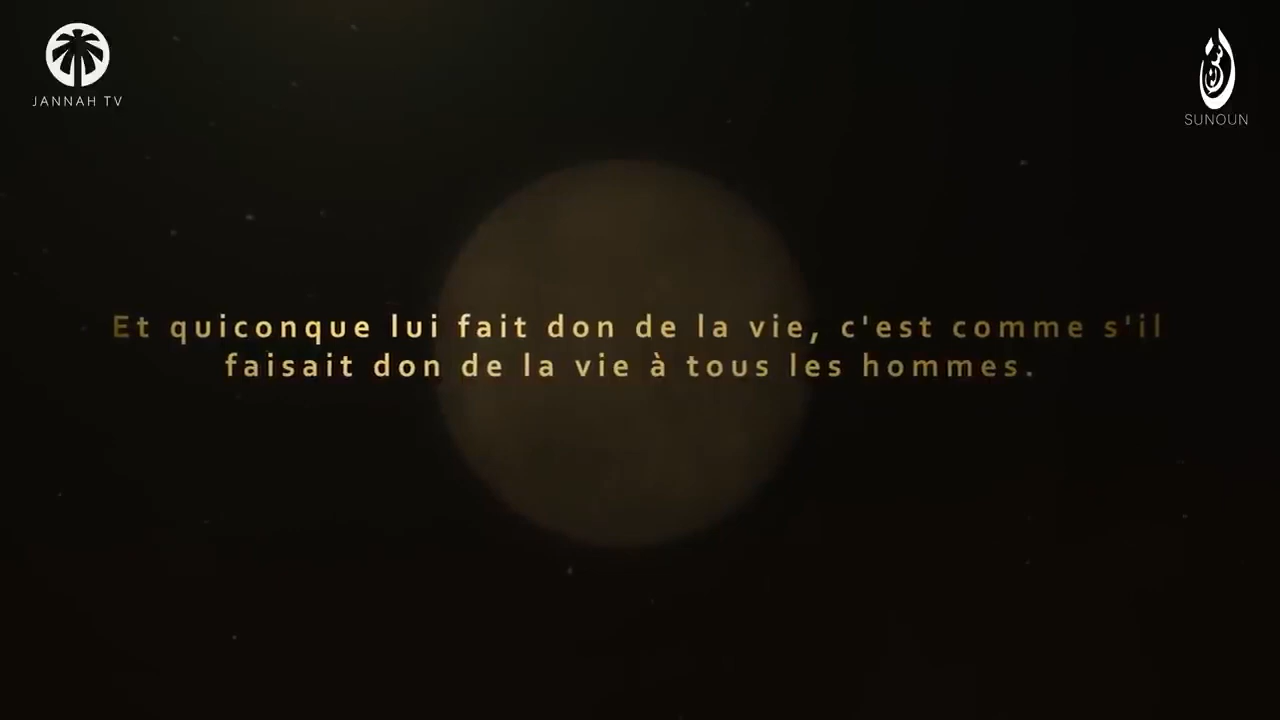 JANNAH TV
SUNOUN
Et quiconque lui fait don de la vie, c'est comme s'il
faisait don de la vie à tous les hommes.